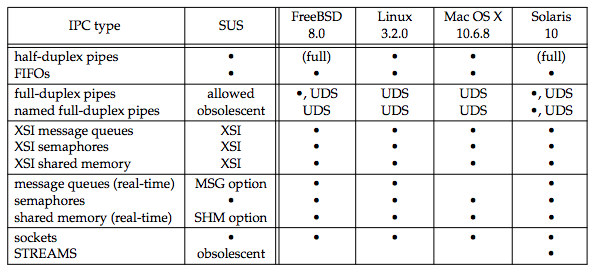 IPC type SUS FreeBSD 8.0 Linux 3.2.0 Mac OS X 10.6.8 Solaris 10
half-duplex pipes • (full) • • (full)
FIFOs • • • • •
full-duplex pipes allowed •, UDS UDS UDS •, UDS
named full-duplex pipes obsolescent UDS UDS UDS •, UDS
XSI message queues XSI • • • •
XSI semaphores XSI • • • •
XSI shared memory XSI • • • •
message queues (real-time) MSG option • • •
semaphores • • • • •
shared memory (real-time) SHM option • • • •
sockets • • • • •
STREAMS obsolescent •